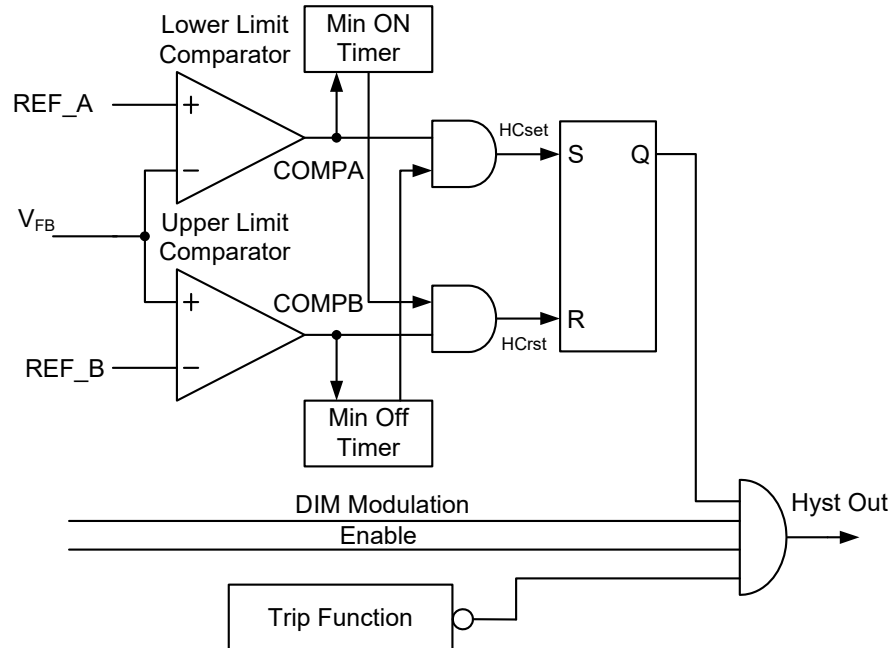 Lower Limit
Comparator
Min ON
Timer
REF_A
+
−
COMPA
HCset
S
Q
VFB
Upper Limit
Comparator
COMPB
+
−
REF_B
HCrst
R
Min Off
Timer
DIM Modulation
Enable
Hyst Out
Trip Function